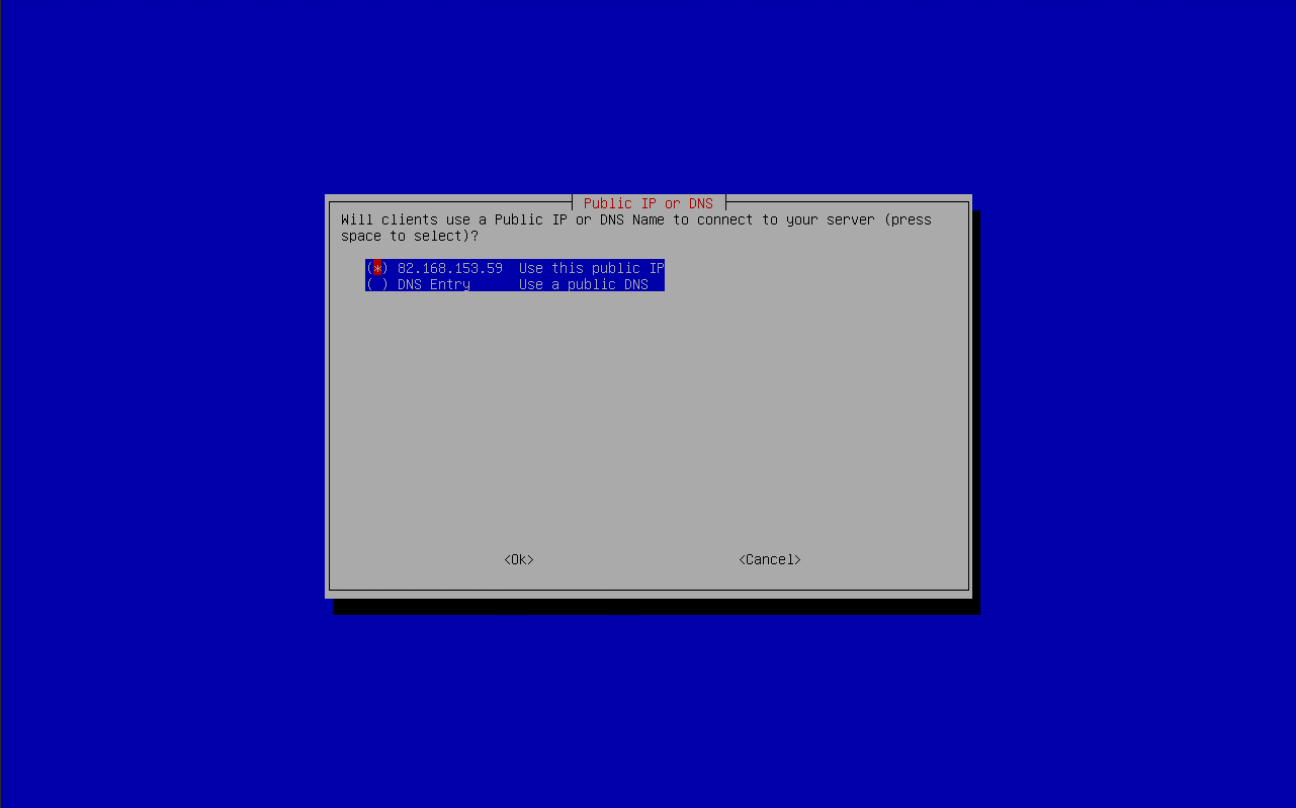 Public IP or DNS
Will clients use a Public IP or DNS Name to connect to your server (press
space to select)?
(*) 82.168.153.59  Use this public IP
( ) DNS Entry      Use a public DNS
<Ok>                         <Cancel>